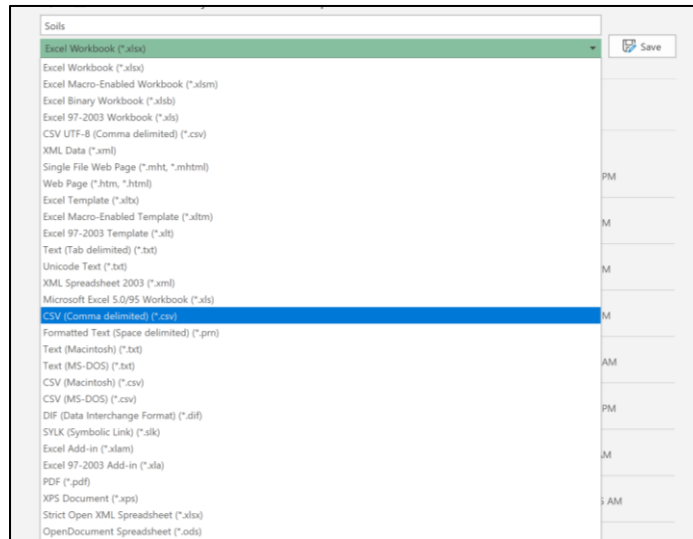 Soils
Excel Workbook (*.xlsx)
Save
Excel Workbook (*.xlsx)
Excel Macro-Enabled Workbook (*.xlsm)
Excel Binary Workbook (*.xlsb)
Excel 97-2003 Workbook (*.xls)
CSV UTF-8 (Comma delimited) (*.csv)
XML Data (*.xml)
Single File Web Page (*.mht, *.mhtml)
PM
Web Page (*.htm, *.html)
Excel Template (*.xltx)
Excel Macro-Enabled Template (*.xltm)
M
Excel 97-2003 Template (*.xlt)
Text (Tab delimited) (*.txt)
Unicode Text (*.txt)
M
XML Spreadsheet 2003 (*.xml)
Microsoft Excel 5.0/95 Workbook (*.xls)
CSV (Comma delimited) (*.csv)
M
Formatted Text (Space delimited) (*.prn)
Text (Macintosh) (*.txt)
Text (MS-DOS) (*.txt)
AM
CSV (Macintosh) (*.csv)
CSV (MS-DOS) (*.csv)
DIF (Data Interchange Format) (*.dif)
PM
SYLK (Symbolic Link) (*.slk)
Excel Add-in (*.xlam)
M
Excel 97-2003 Add-in (*.xla)
PDF (*.pdf)
XPS Document (*.xps)
AM
Strict Open XML Spreadsheet (*.xlsx)
OpenDocument Spreadsheet (*.ods)